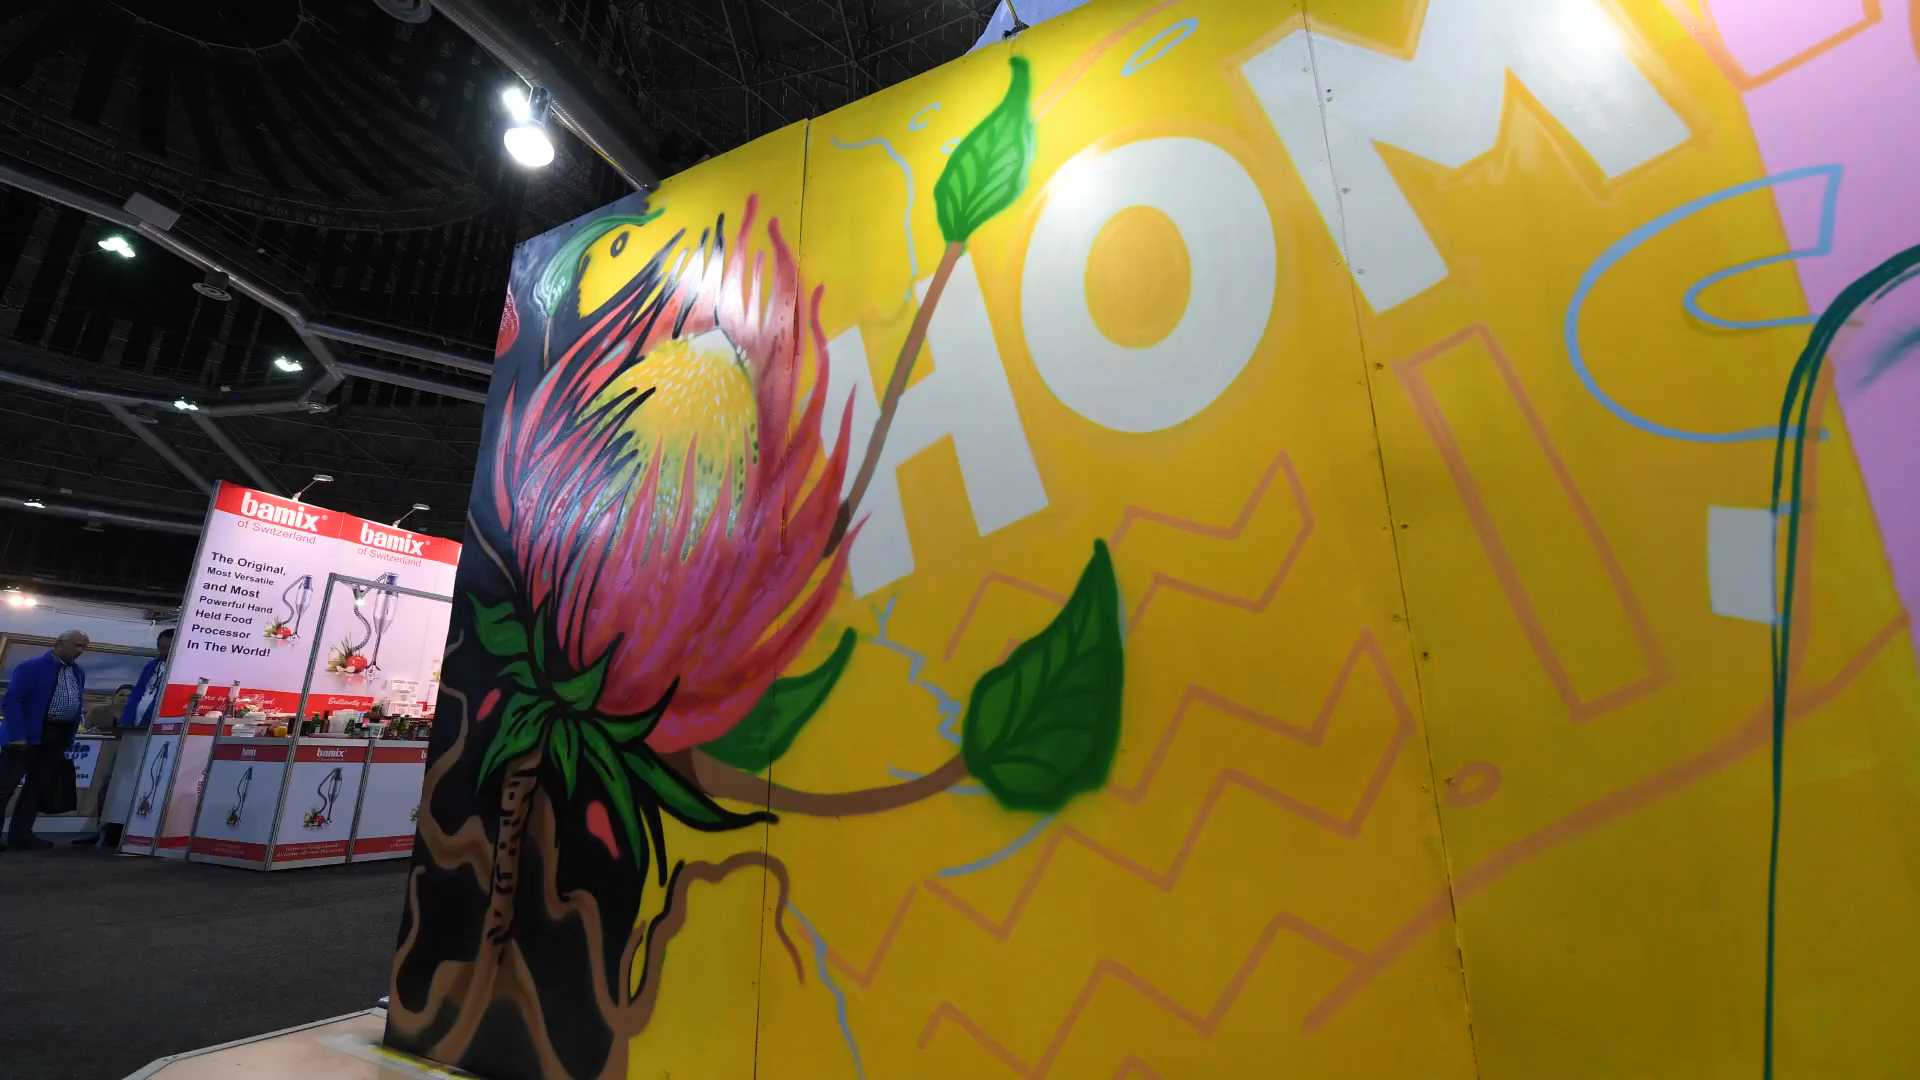 HOM
bamix
of Switzerland
bamix
of Switzerland
The Original,
Most Versatile
and Most
Powerful Hand
Held Food
Processor
In The World!
bamix
bamix